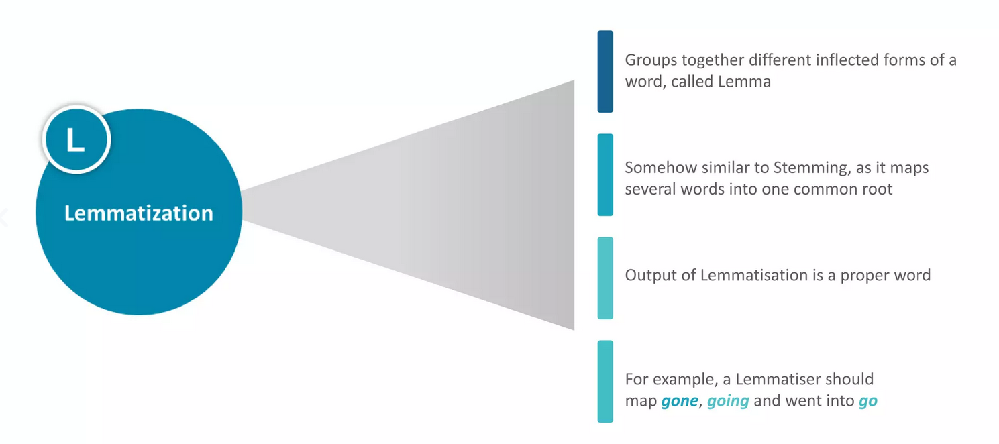 L
Lemmatization
Groups together different inflected forms of a
word, called Lemma
Somehow similar to Stemming, as it maps
several words into one common root
Output of Lemmatisation is a proper word
For example, a Lemmatiser should
map gone, going and went into go